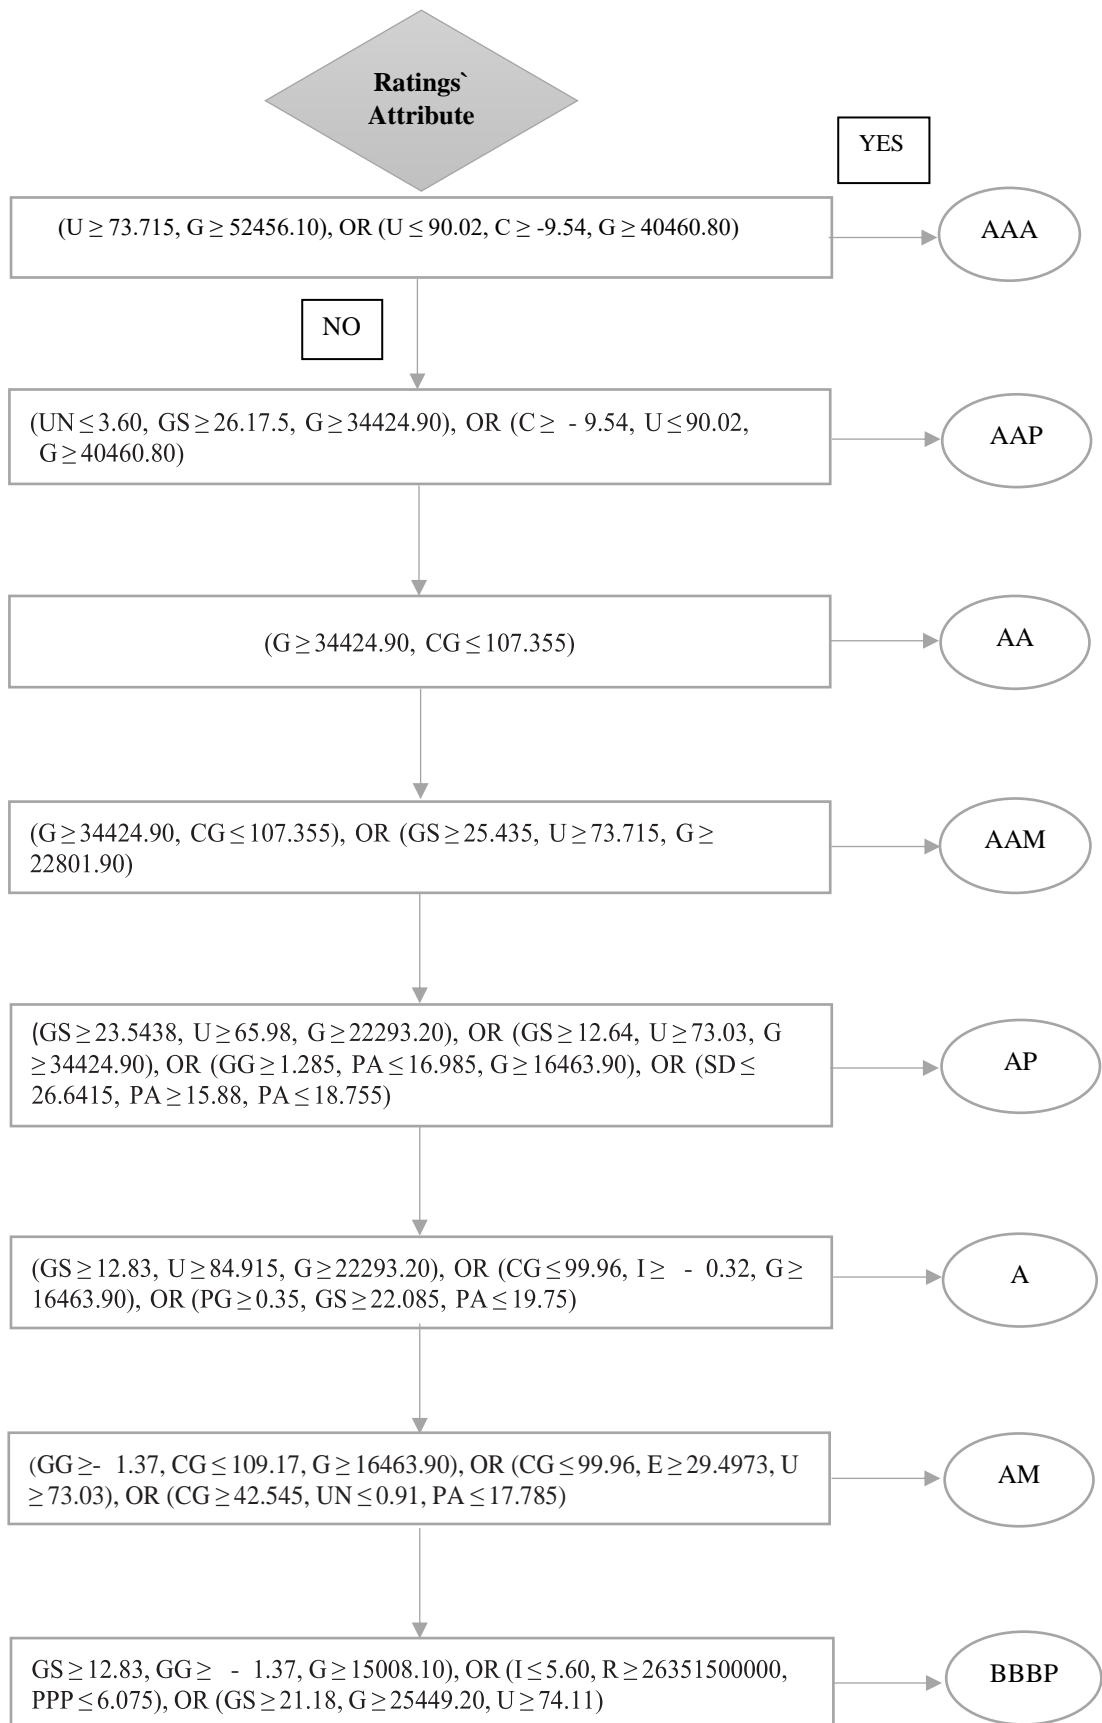 Ratings`
Attribute
YES
(U ≥ 73.715, G ≥ 52456.10), OR (U ≤ 90.02, C ≥ -9.54, G ≥ 40460.80)
AAA
NO
(UN ≤ 3.60, GS ≥ 26.17.5, G ≥ 34424.90), OR (C ≥ - 9.54, U ≤ 90.02,
G ≥ 40460.80)
AAP
(G ≥ 34424.90, CG ≤ 107.355)
AA
(G ≥ 34424.90, CG ≤ 107.355), OR (GS ≥ 25.435, U ≥ 73.715, G ≥
22801.90)
AAM
(GS ≥ 23.5438, U ≥ 65.98, G ≥ 22293.20), OR (GS ≥ 12.64, U ≥ 73.03, G
≥ 34424.90), OR (GG ≥ 1.285, PA ≤ 16.985, G ≥ 16463.90), OR (SD ≤
26.6415, PA ≥ 15.88, PA ≤ 18.755)
AP
(GS ≥ 12.83, U ≥ 84.915, G ≥ 22293.20), OR (CG ≤ 99.96, I ≥ - 0.32, G ≥
16463.90), OR (PG ≥ 0.35, GS ≥ 22.085, PA ≤ 19.75)
A
(GG ≥- 1.37, CG ≤ 109.17, G ≥ 16463.90), OR (CG ≤ 99.96, E ≥ 29.4973, U
≥ 73.03), OR (CG ≥ 42.545, UN ≤ 0.91, PA ≤ 17.785)
AM
GS ≥ 12.83, GG ≥ - 1.37, G ≥ 15008.10), OR (I ≤ 5.60, R ≥ 26351500000,
PPP ≤ 6.075), OR (GS ≥ 21.18, G ≥ 25449.20, U ≥ 74.11)
BBBP